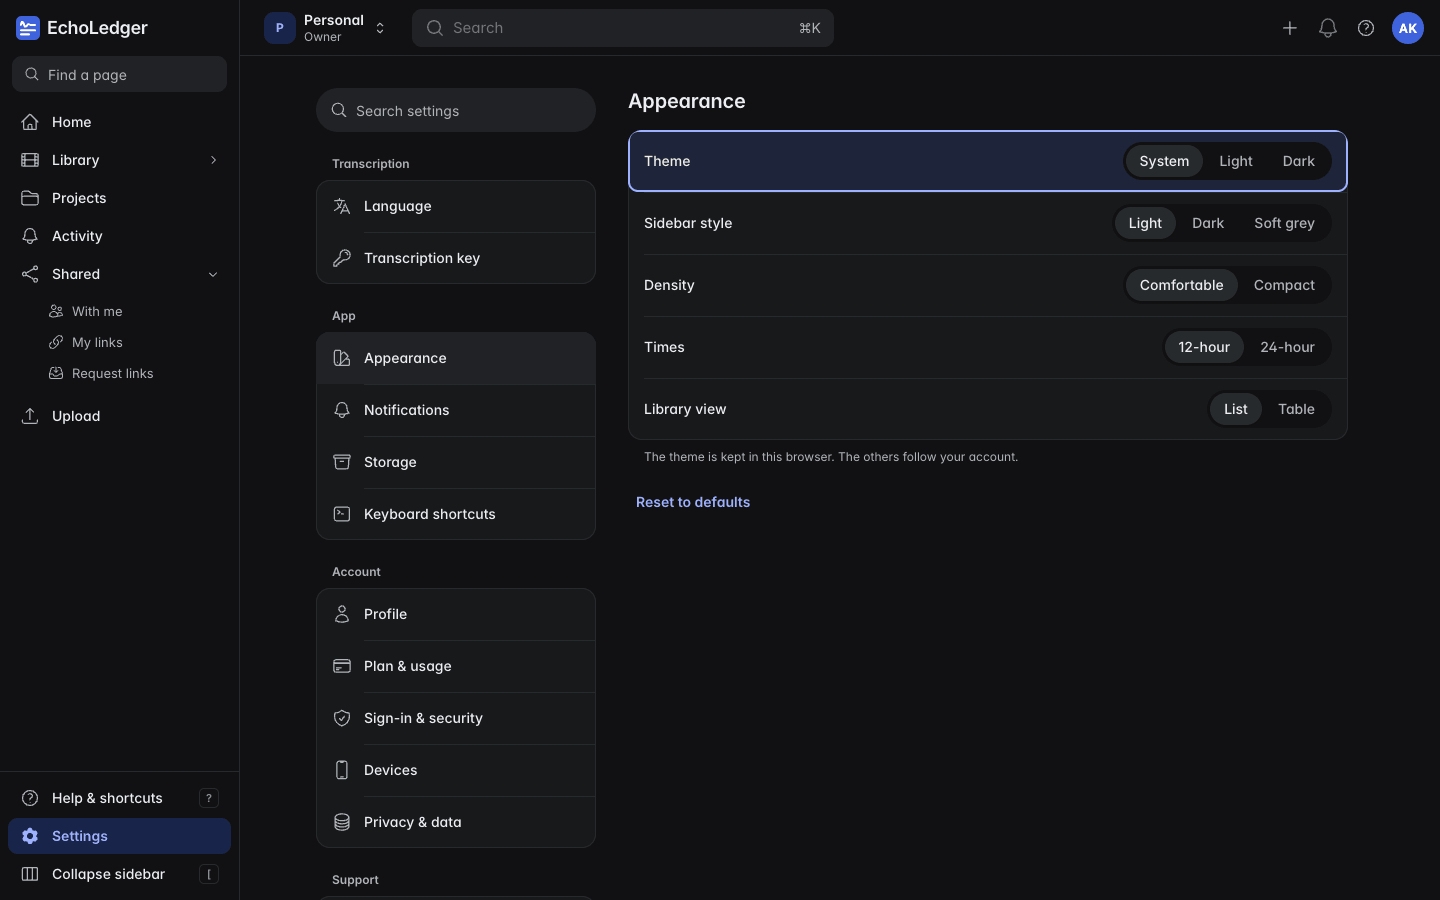 EchoLedger
Find a page
Home
Library
Projects
Activity
Shared
With me
My links
Request links
Upload
Help & shortcuts ?
Settings
Collapse sidebar [
P
Personal
Owner
Search ⌘K
AK
Search settings
Transcription
Language
Transcription key
App
Appearance
Notifications
Storage
Keyboard shortcuts
Account
Profile
Plan & usage
Sign-in & security
Devices
Privacy & data
Support
Appearance
Theme System Light Dark
Sidebar style Light Dark Soft grey
Density Comfortable Compact
Times 12-hour 24-hour
Library view List Table
The theme is kept in this browser. The others follow your account.
Reset to defaults